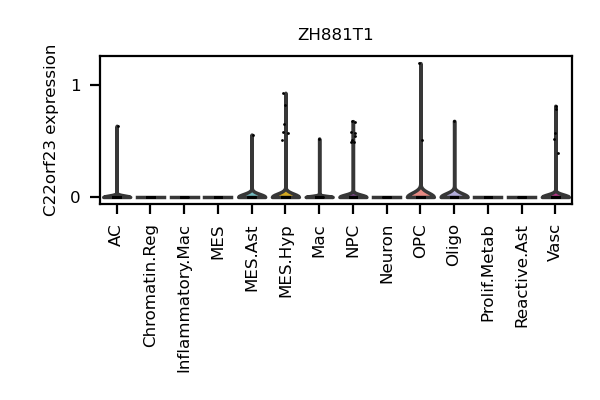 ZH881T1
C22orf23 expression
1
0
AC
Chromatin.Reg
Inflammatory.Mac
MES
MES.Ast
MES.Hyp
Mac
NPC
Neuron
OPC
Oligo
Prolif.Metab
Reactive.Ast
Vasc